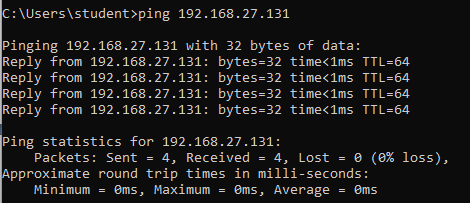 C:\Users\student>ping 192.168.27.131
Pinging 192.168.27.131 with 32 bytes of data:
Reply from 192.168.27.131: bytes=32 time<1ms TTL=64
Reply from 192.168.27.131: bytes=32 time<1ms TTL=64
Reply from 192.168.27.131: bytes=32 time<1ms TTL=64
Reply from 192.168.27.131: bytes=32 time<1ms TTL=64
Ping statistics for 192.168.27.131:
    Packets: Sent = 4, Received = 4, Lost = 0 (0% loss),
Approximate round trip times in milli-seconds:
    Minimum = 0ms, Maximum = 0ms, Average = 0ms